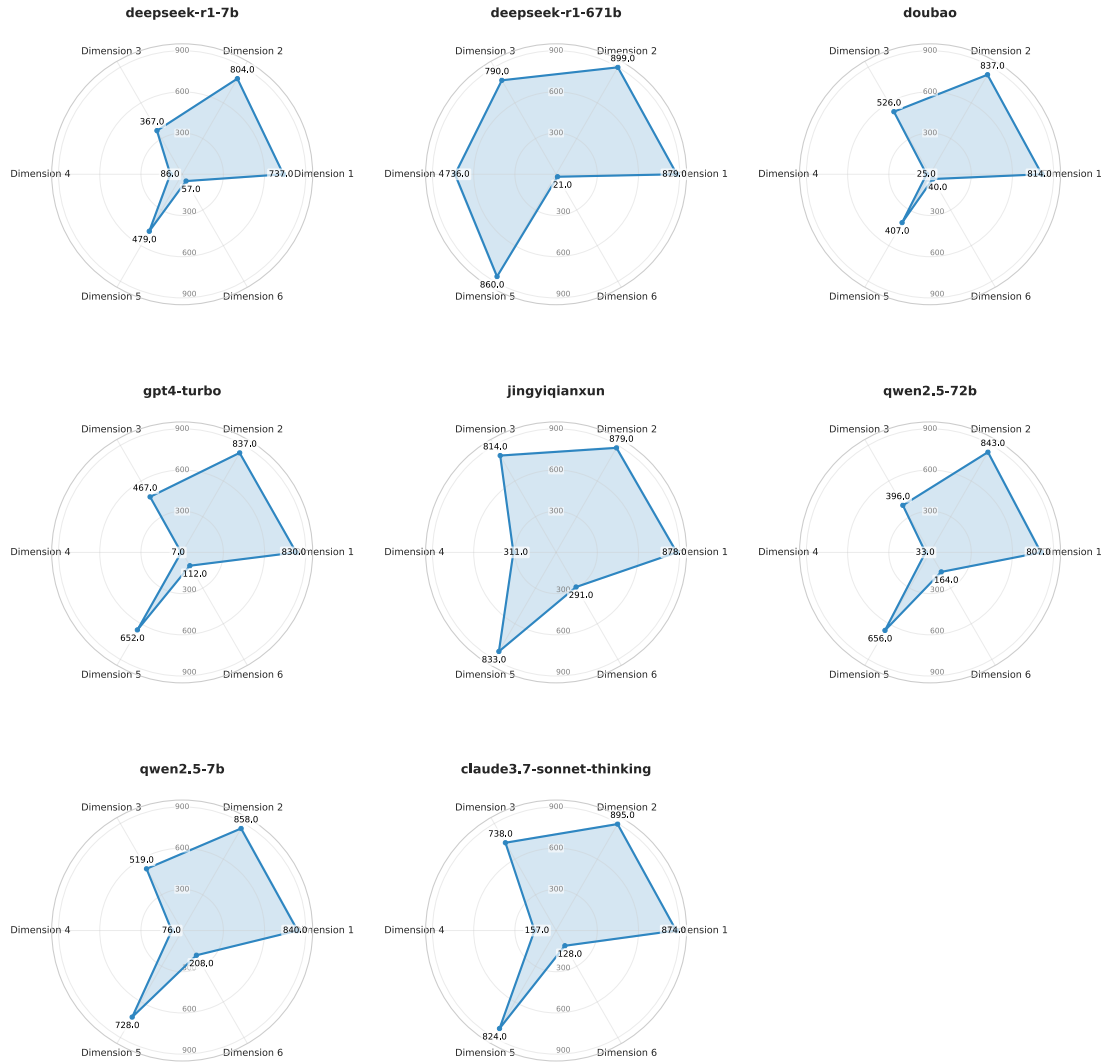 deepseek-r1-7b
Dimension 3
900
Dimension 2
804.0
600
367.0
300
Dimension 4
86.0
737.0
Dimension 1
57.0
300
479.0
600
Dimension 5
900
Dimension 6
deepseek-r1-671b
Dimension 3
900
Dimension 2
899.0
790.0
600
300
Dimension 4
736.0
879.0
ension 1
21.0
300
600
860.0
Dimension 5
900
Dimension 6
doubao
Dimension 3
900
Dimension 2
837.0
600
526.0
300
Dimension 4
25.0
814.0
mension 1
40.0
300
407.0
600
Dimension 5
900
Dimension 6
gpt4-turbo
Dimension 3
900
Dimension 2
837.0
600
467.0
300
Dimension 4
7.0
830.0
mension 1
112.0
300
652.0
600
Dimension 5
900
Dimension 6
jingyiqianxun
Dimension 3
900
Dimension 2
879.0
814.0
600
300
Dimension 4
311.0
878.0
ension 1
291.0
300
600
833.0
Dimension 5
900
Dimension 6
qwen2.5-72b
Dimension 3
900
Dimension 2
843.0
600
396.0
300
Dimension 4
33.0
807.0
mension 1
164.0
300
656.0
600
Dimension 5
900
Dimension 6
qwen2.5-7b
Dimension 3
900
Dimension 2
858.0
600
519.0
300
Dimension 4
76.0
840.0
mension 1
208.0
300
728.0
600
Dimension 5
900
Dimension 6
claude3.7-sonnet-thinking
Dimension 3
900
Dimension 2
895.0
738.0
600
300
Dimension 4
157.0
874.0
ension 1
128.0
300
600
824.0
Dimension 5
900
Dimension 6